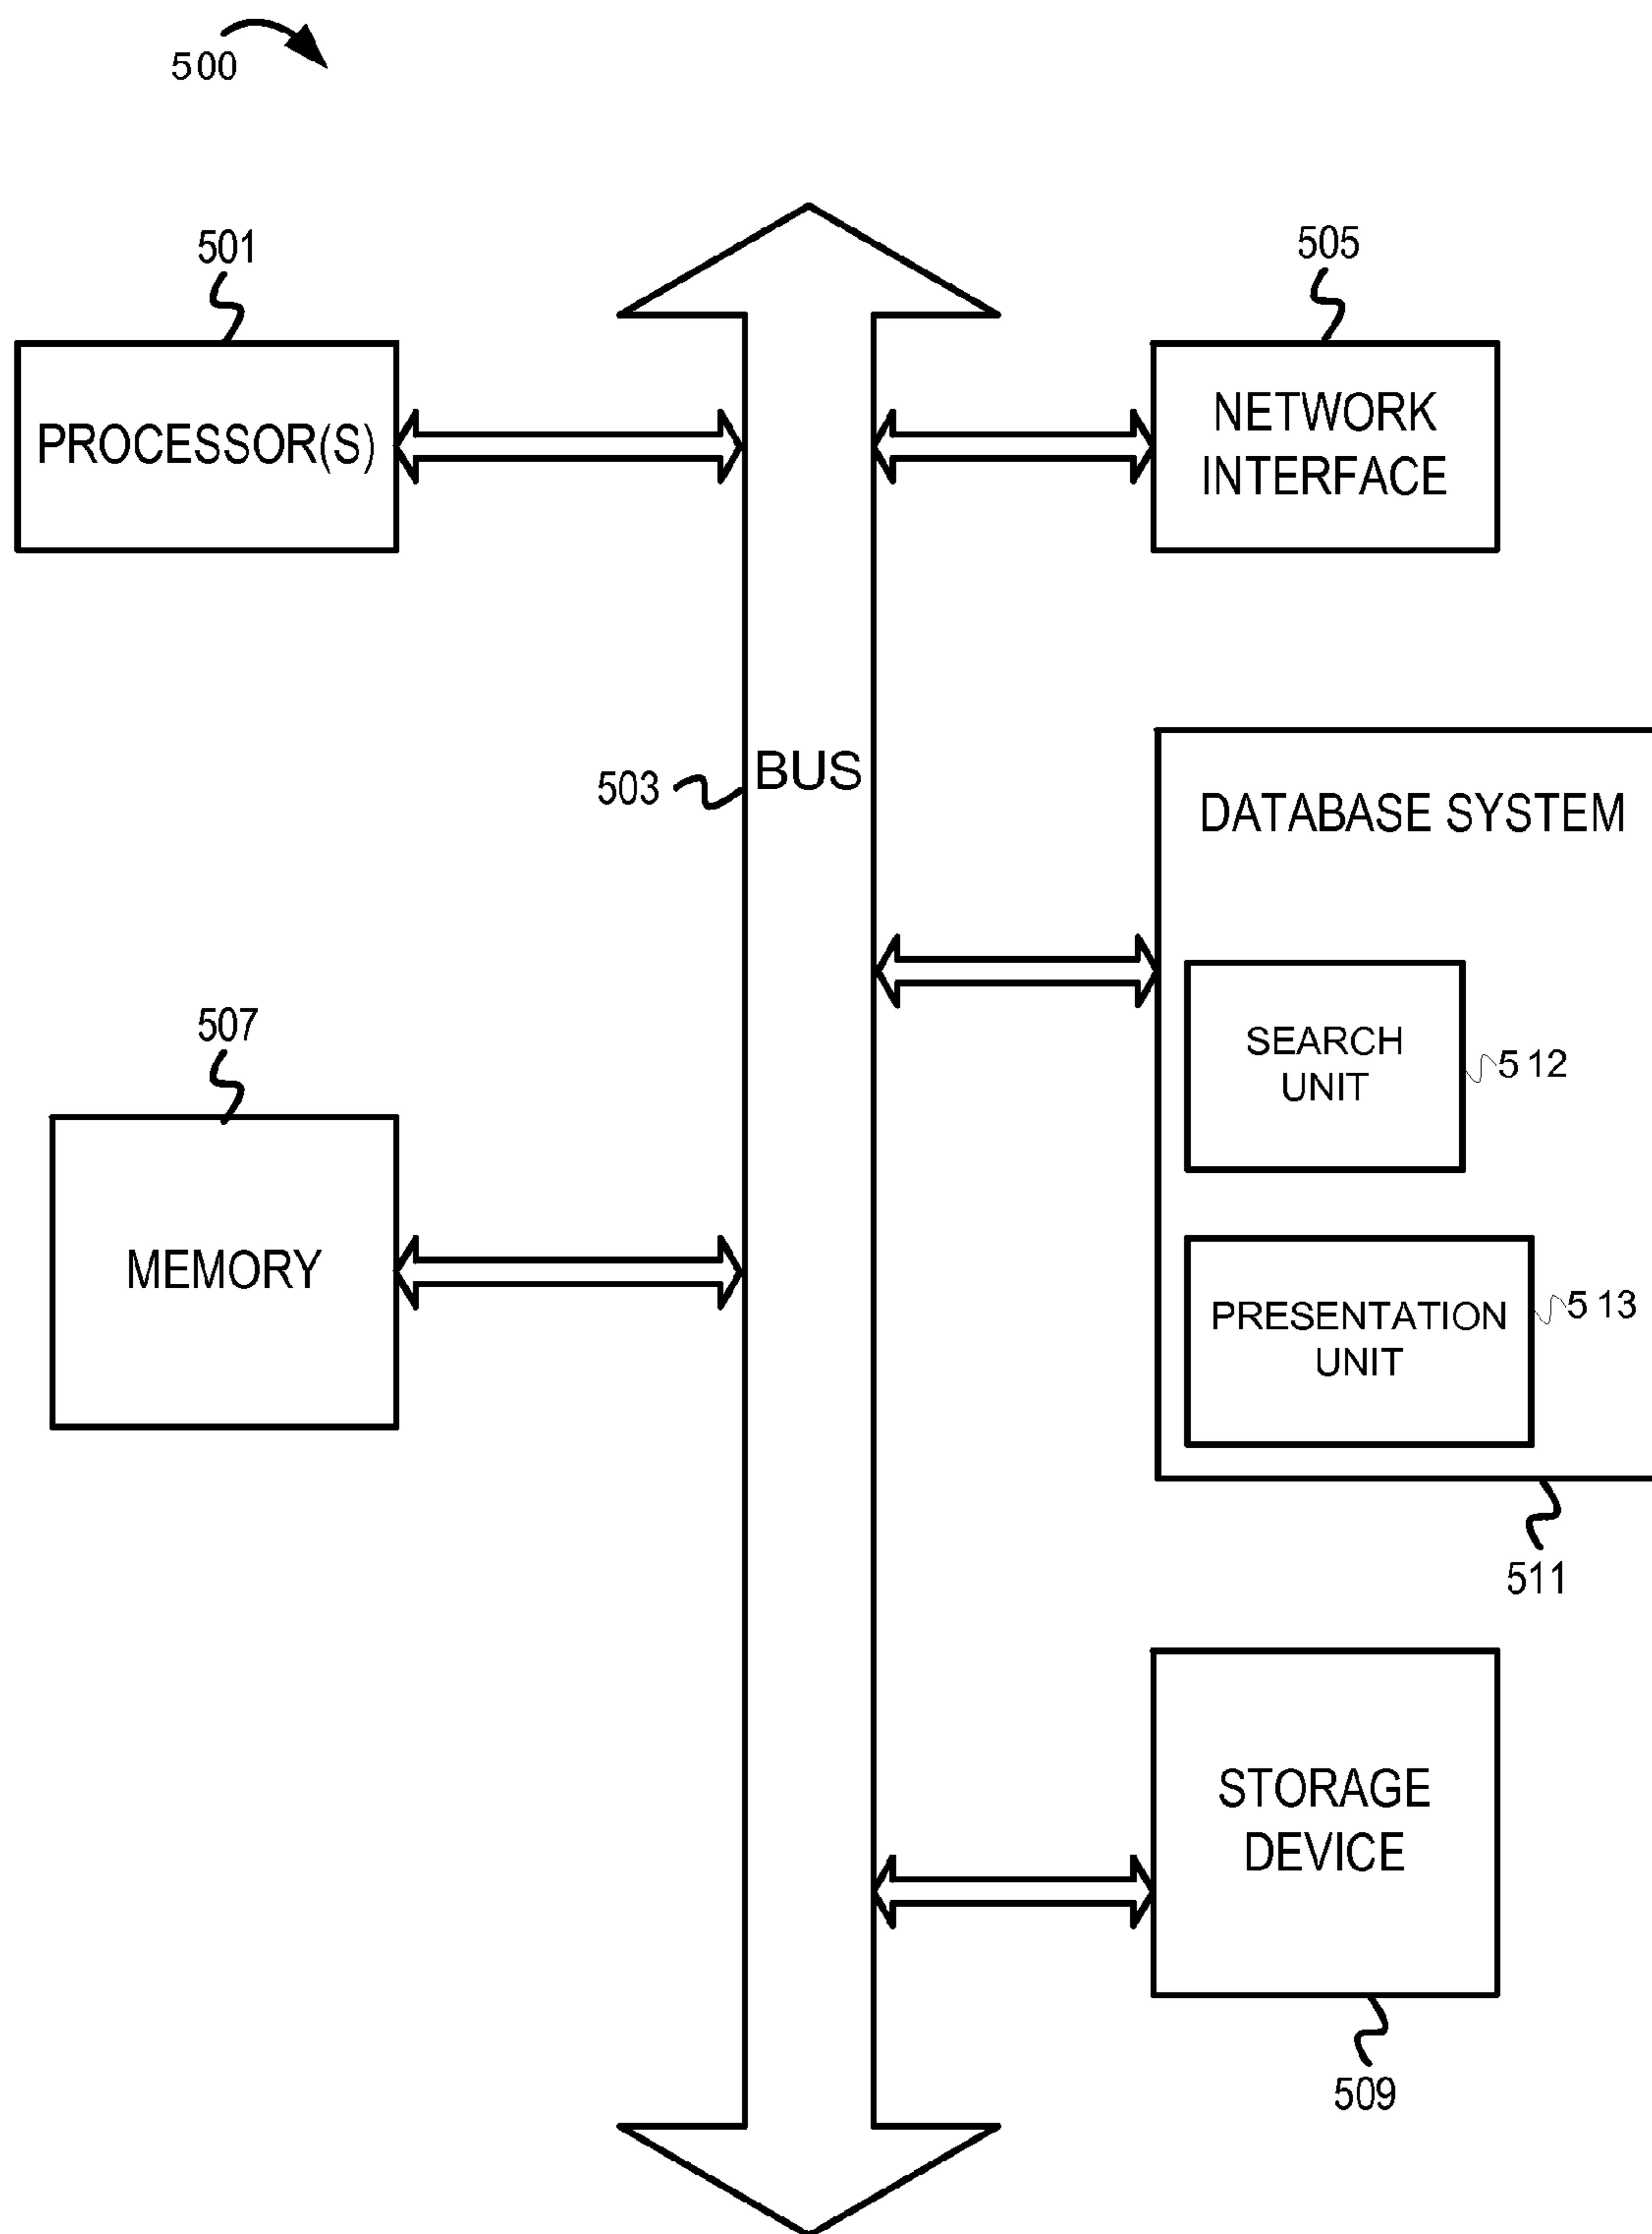 500
501
PROCESSOR(S)
505
NETWORK
INTERFACE
503
BUS
DATABASE SYSTEM
SEARCH
UNIT
512
PRESENTATION
UNIT
513
511
507
MEMORY
STORAGE
DEVICE
509